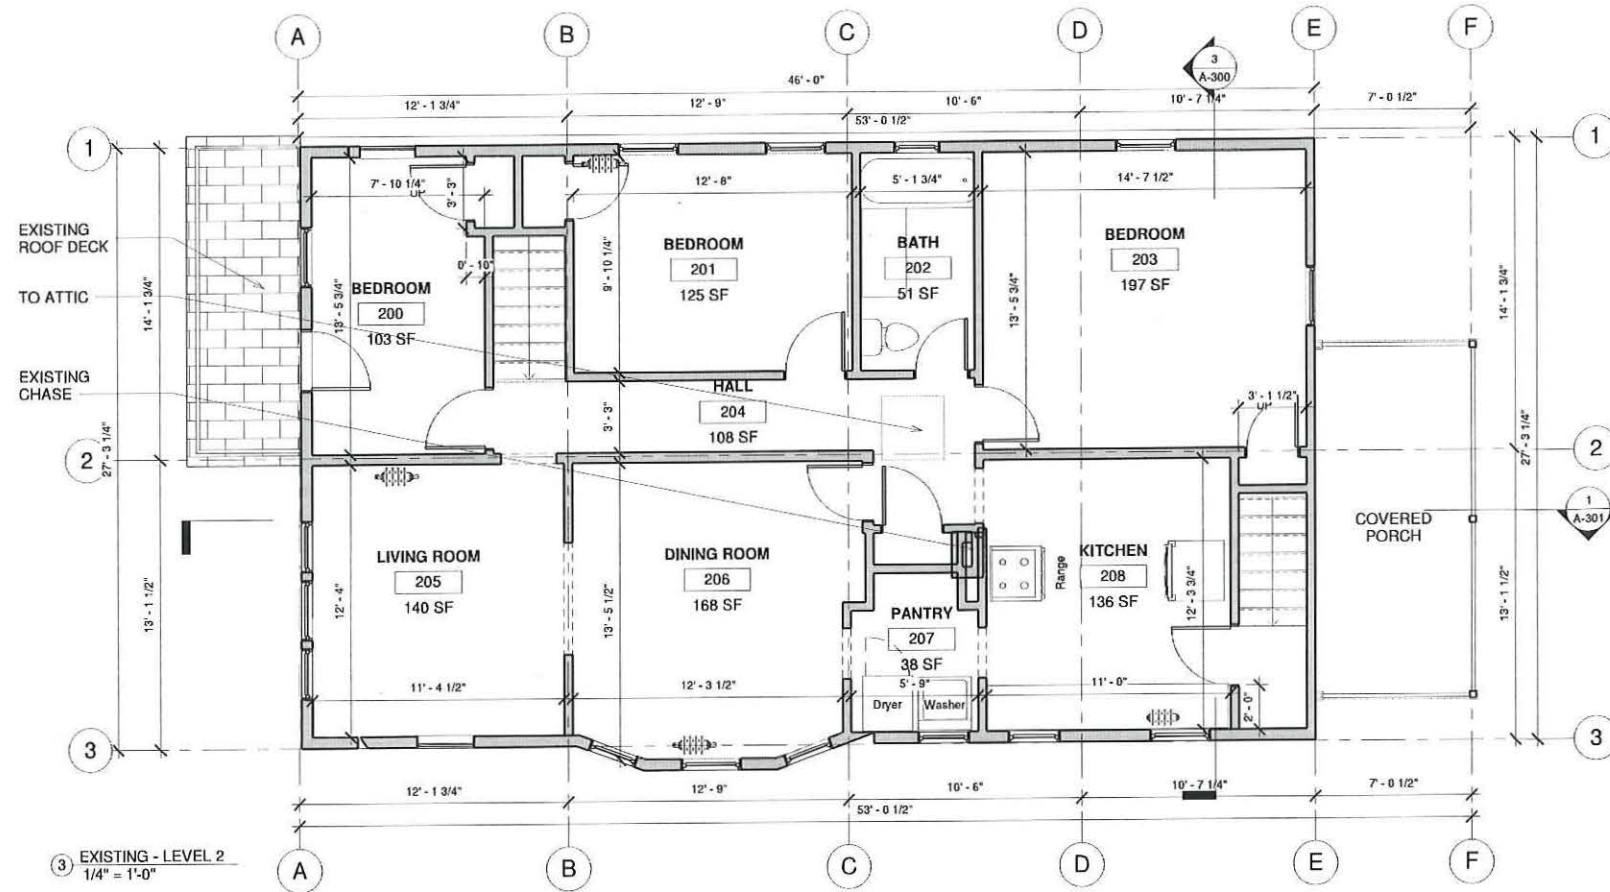 A
B
C
D
E
F
3
A-300
46' - 0"
12' - 1 3/4"
12' - 9"
10' - 6"
10' - 7 1/4"
7' - 0 1/2"
53' - 0 1/2"
1
1
7' - 10 1/4"
UP
3' - 3"
12' - 8"
5' - 1 3/4"
14' - 7 1/2"
EXISTING
ROOF DECK
TO ATTIC
EXISTING
CHASE
14' - 1 3/4"
27' - 3 1/4"
13' - 1 1/2"
0' - 10"
13' - 5 3/4"
BEDROOM
200
103 SF
9' - 10 1/4"
BEDROOM
201
125 SF
BATH
202
51 SF
13' - 5 3/4"
BEDROOM
203
197 SF
14' - 1 3/4"
27' - 3 1/4"
13' - 1 1/2"
HALL
204
108 SF
3' - 3"
3' - 1 1/2"
UP
2
2
LIVING ROOM
205
140 SF
12' - 4"
11' - 4 1/2"
DINING ROOM
206
168 SF
13' - 5 1/2"
12' - 3 1/2"
PANTRY
207
38 SF
5' - 9"
Dryer
Washer
Range
KITCHEN
208
136 SF
12' - 3 3/4"
11' - 0"
2' - 0"
COVERED
PORCH
1
A-301
3
3
12' - 1 3/4"
12' - 9"
10' - 6"
10' - 7 1/4"
7' - 0 1/2"
53' - 0 1/2"
A
B
C
D
E
F
3 EXISTING - LEVEL 2
1/4" = 1'-0"